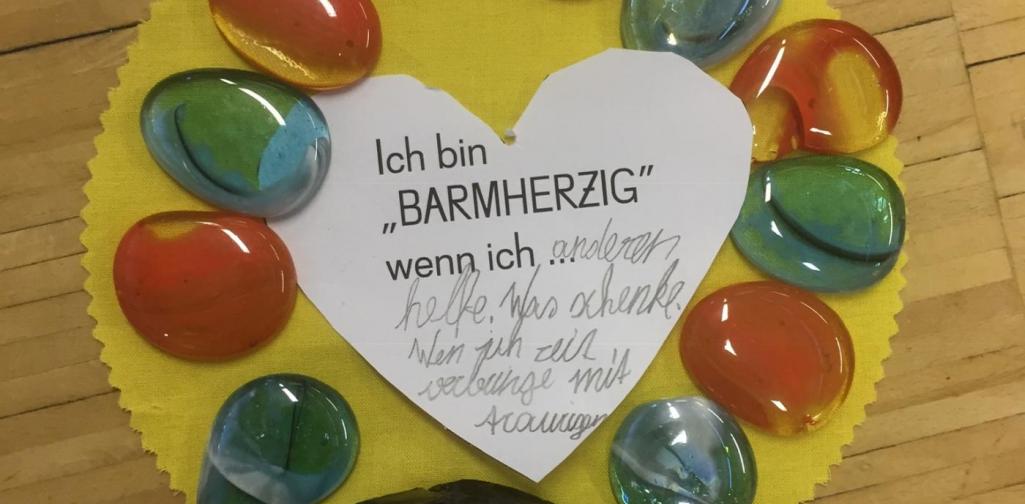 Ich bin
„BARMHERZIG”
wenn ich ... anderen
helfe. Was schenke.
Wen ich zeit
verbringe mit
traurigen